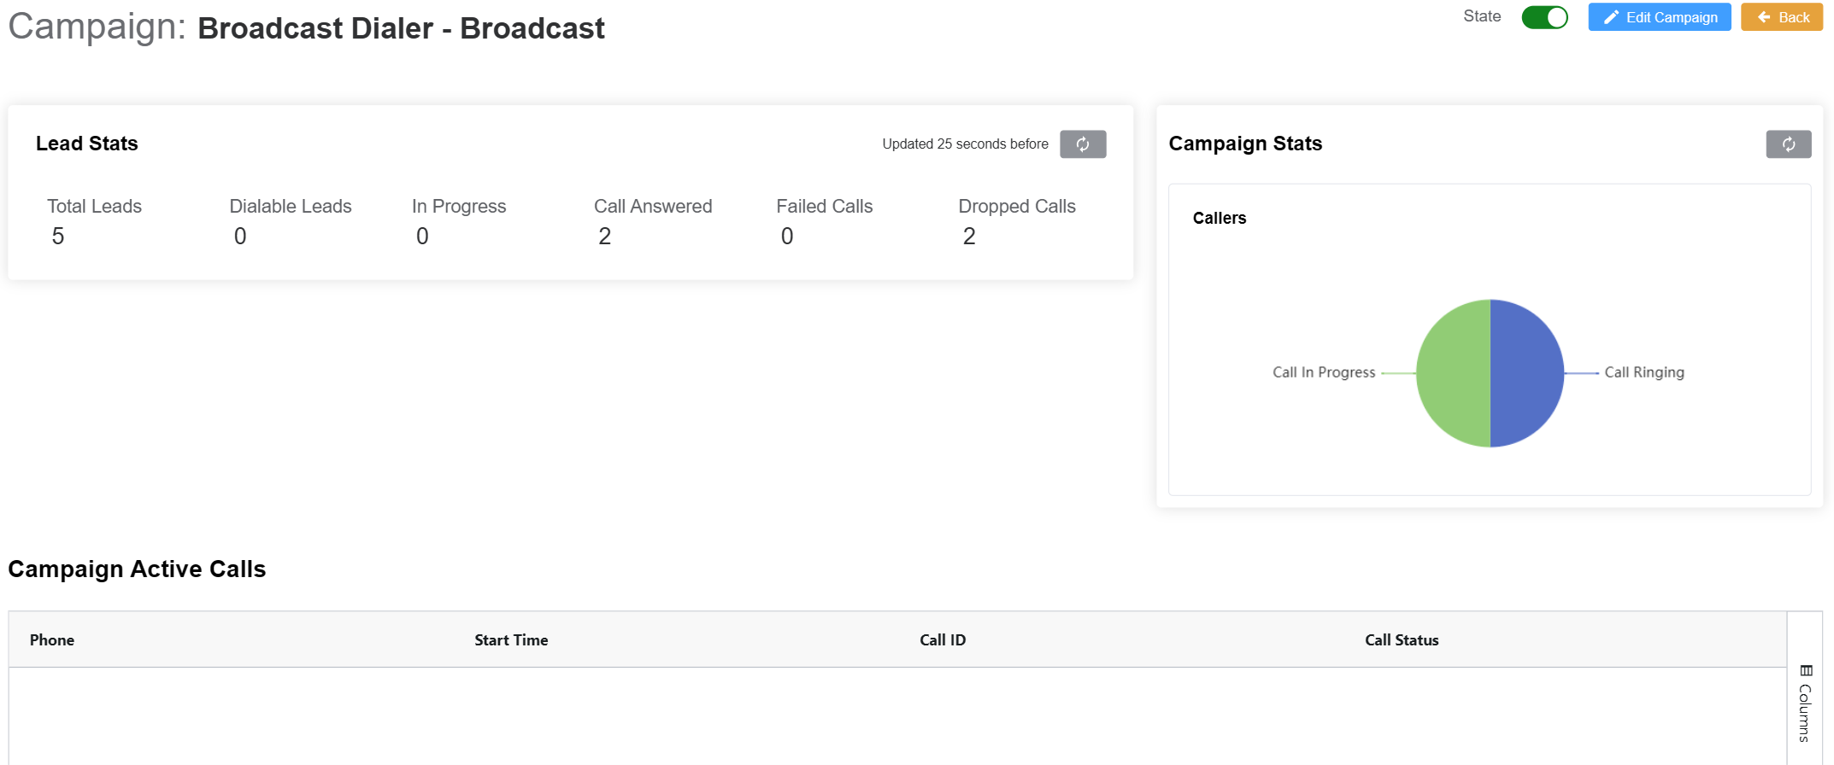 Campaign: Broadcast Dialer - Broadcast
State
Edit Campaign
Back
Lead Stats
Updated 25 seconds before
Total Leads
5
Dialable Leads
0
In Progress
0
Call Answered
2
Failed Calls
0
Dropped Calls
2
Campaign Stats
Callers
Call In Progress
Call Ringing
Campaign Active Calls
Phone
Start Time
Call ID
Call Status
Columns